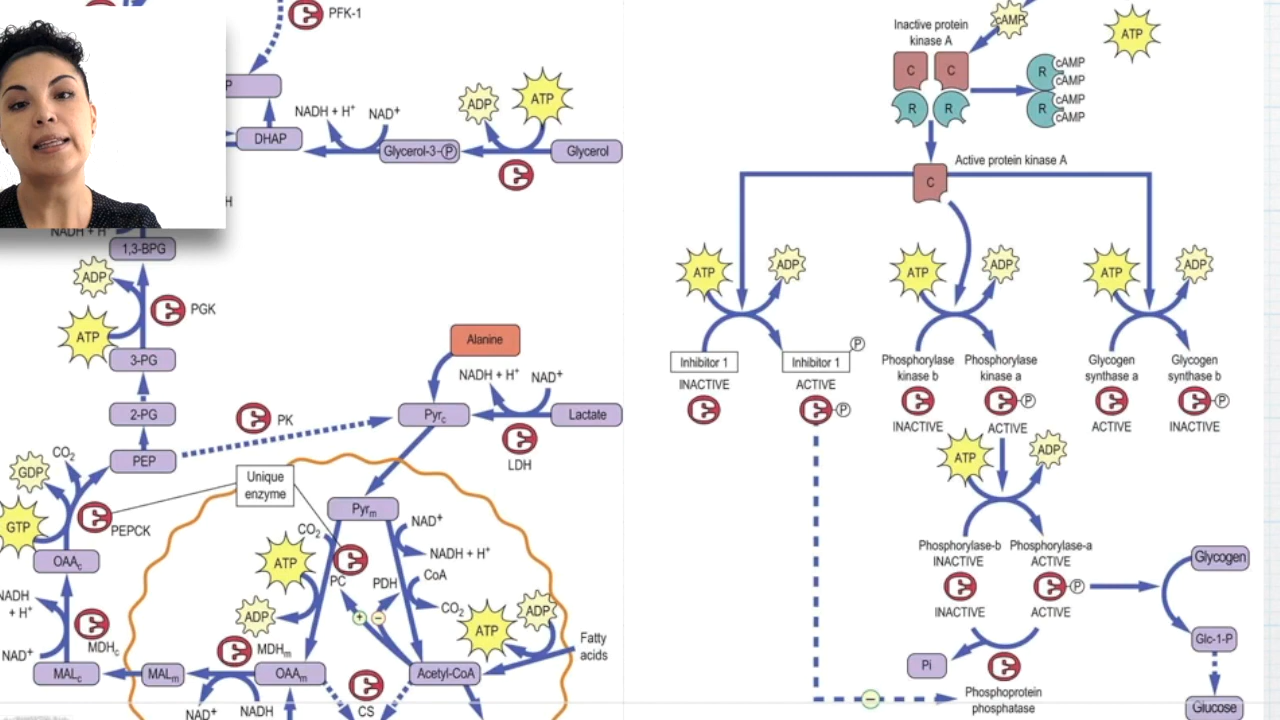 PFK-1
P
DHAP
NADH + H⁺
NAD⁺
ADP
ATP
Glycerol-3-P
Glycerol
H
NADH + H
1,3-BPG
ADP
ATP
PGK
3-PG
2-PG
PEP
PK
Alanine
NADH + H⁺
NAD⁺
Pyrc
Lactate
LDH
Unique
enzyme
CO₂
GDP
GTP
PEPCK
OAAc
NADH
+ H⁺
NAD⁺
MDHc
MALc
MALm
MDHm
NAD⁺
NADH
OAAm
Pyrm
CO₂
ATP
ADP
PC
PDH
NAD⁺
NADH + H⁺
CoA
CO₂
+
−
ATP
ADP
Fatty
acids
Acetyl-CoA
CS
cAMP
ATP
Inactive protein
kinase A
C
C
R
R
R
R
cAMP
cAMP
cAMP
cAMP
Active protein kinase A
C
ATP
ADP
Inhibitor 1
INACTIVE
Inhibitor 1
P
ACTIVE
P
ATP
ADP
Phosphorylase
kinase b
INACTIVE
Phosphorylase
kinase a
P
ACTIVE
ATP
ADP
Glycogen
synthase a
ACTIVE
Glycogen
synthase b
P
INACTIVE
ATP
ADP
Phosphorylase-b
INACTIVE
INACTIVE
Phosphorylase-a
ACTIVE
P
ACTIVE
Pi
−
Phosphoprotein
phosphatase
Glycogen
Glc-1-P
Glucose